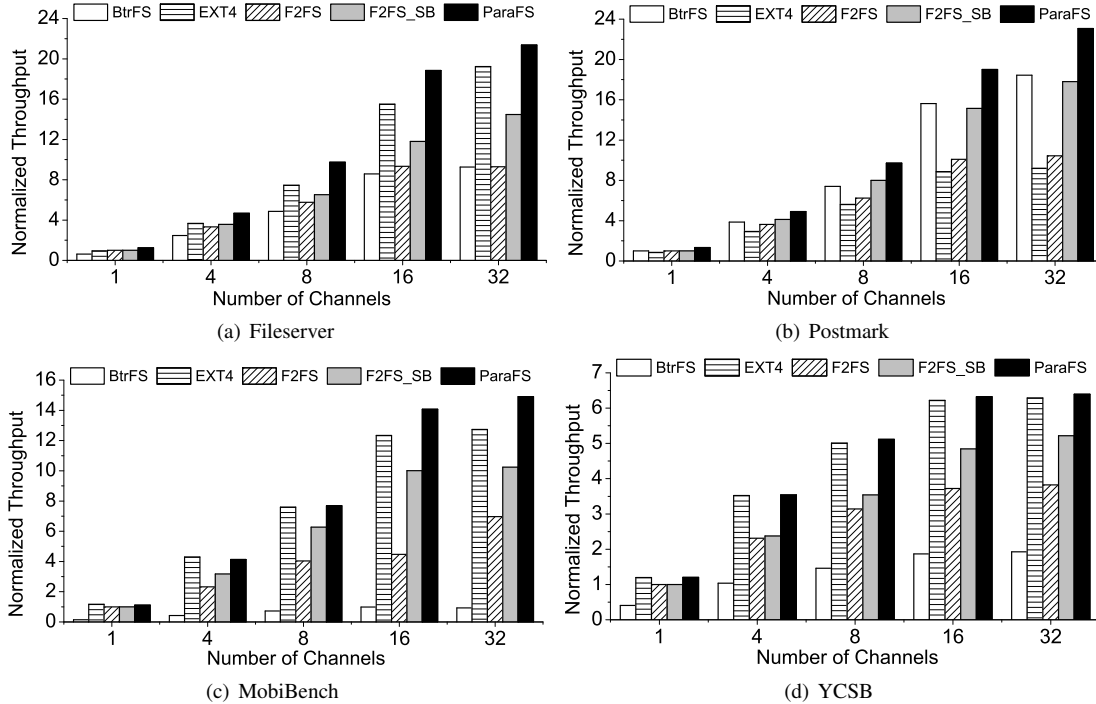 BtrFS EXT4 F2FS F2FS_SB ParaFS
Normalized Throughput
24
20
16
12
8
4
0
1 4 8 16 32
Number of Channels
(a) Fileserver
BtrFS EXT4 F2FS F2FS_SB ParaFS
Normalized Throughput
24
20
16
12
8
4
0
1 4 8 16 32
Number of Channels
(b) Postmark
BtrFS EXT4 F2FS F2FS_SB ParaFS
Normalized Throughput
16
14
12
10
8
6
4
2
0
1 4 8 16 32
Number of Channels
(c) MobiBench
BtrFS EXT4 F2FS F2FS_SB ParaFS
Normalized Throughput
7
6
5
4
3
2
1
0
1 4 8 16 32
Number of Channels
(d) YCSB